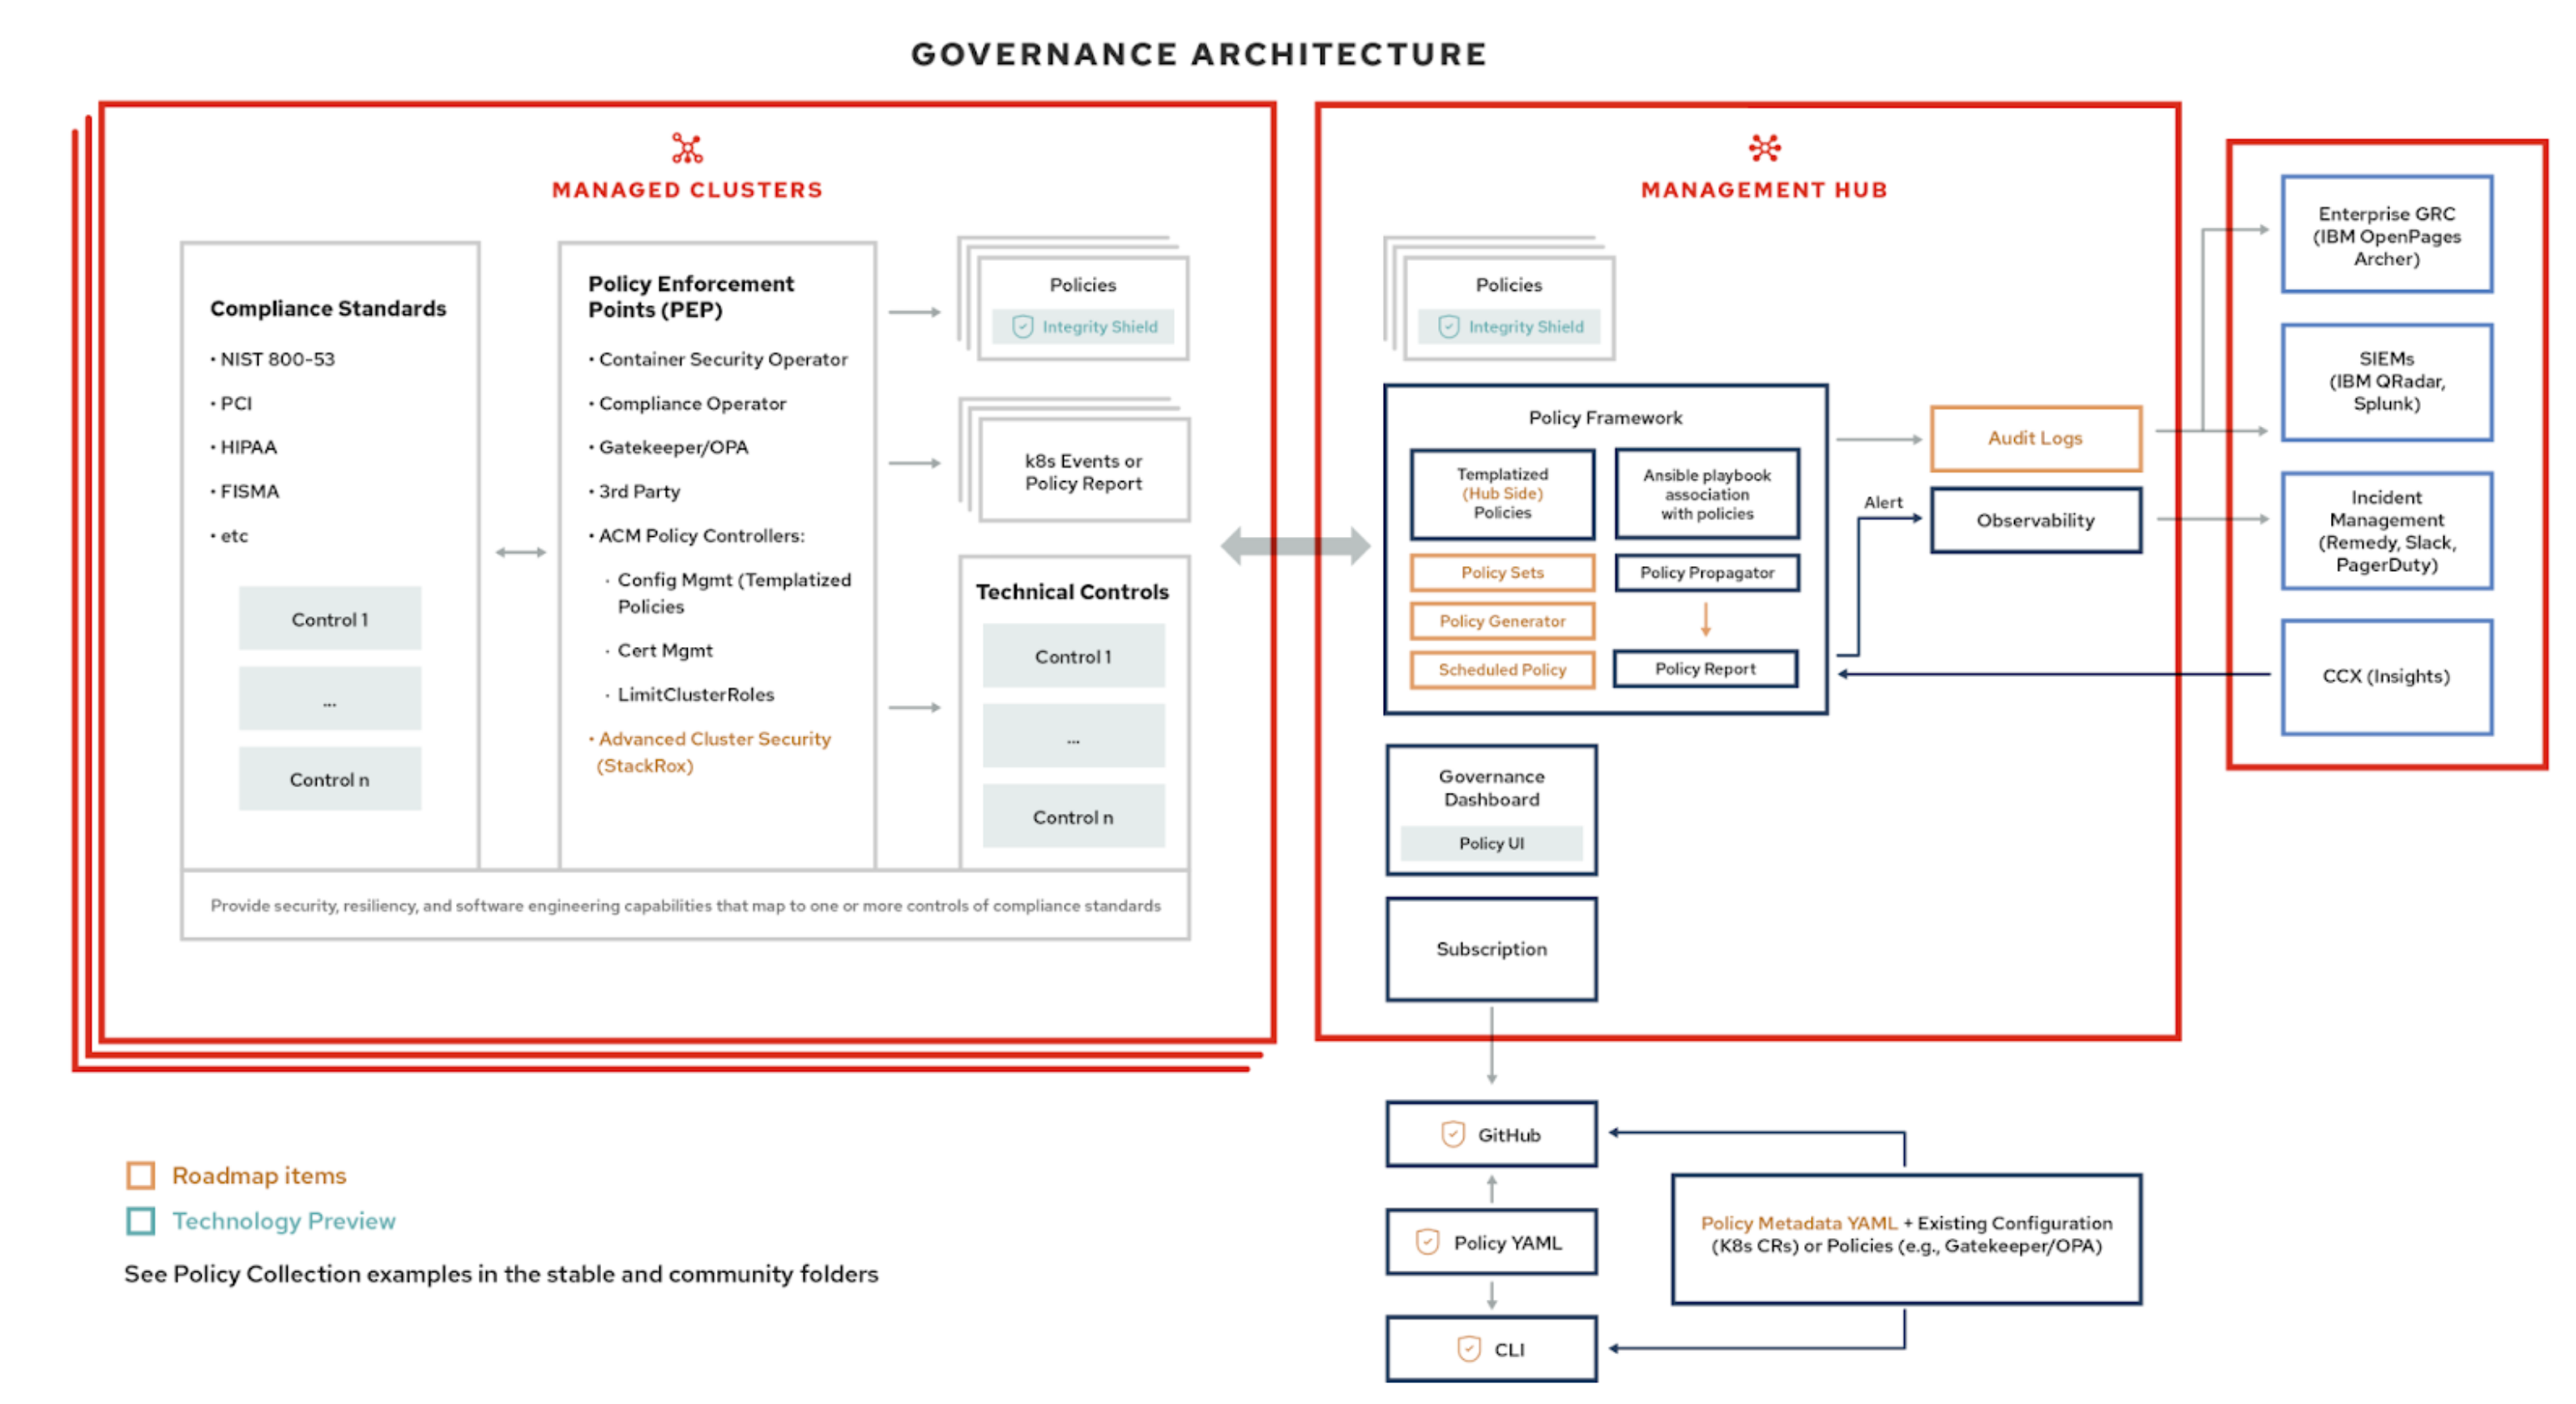 GOVERNANCE ARCHITECTURE
MANAGED CLUSTERS
Compliance Standards
• NIST 800-53
• PCI
• HIPAA
• FISMA
• etc
Control 1
...
Control n
Policy Enforcement
Points (PEP)
• Container Security Operator
• Compliance Operator
• Gatekeeper/OPA
• 3rd Party
• ACM Policy Controllers:
· Config Mgmt (Templatized
Policies
· Cert Mgmt
· LimitClusterRoles
• Advanced Cluster Security
(StackRox)
Policies
Integrity Shield
k8s Events or
Policy Report
Technical Controls
Control 1
...
Control n
Provide security, resiliency, and software engineering capabilities that map to one or more controls of compliance standards
MANAGEMENT HUB
Policies
Integrity Shield
Policy Framework
Templatized
(Hub Side)
Policies
Ansible playbook
association
with policies
Policy Sets
Policy Propagator
Policy Generator
Scheduled Policy
Policy Report
Audit Logs
Alert
Observability
Governance
Dashboard
Policy UI
Subscription
Enterprise GRC
(IBM OpenPages
Archer)
SIEMs
(IBM QRadar,
Splunk)
Incident
Management
(Remedy, Slack,
PagerDuty)
CCX (Insights)
GitHub
Policy YAML
CLI
Policy Metadata YAML + Existing Configuration
(K8s CRs) or Policies (e.g., Gatekeeper/OPA)
Roadmap items
Technology Preview
See Policy Collection examples in the stable and community folders